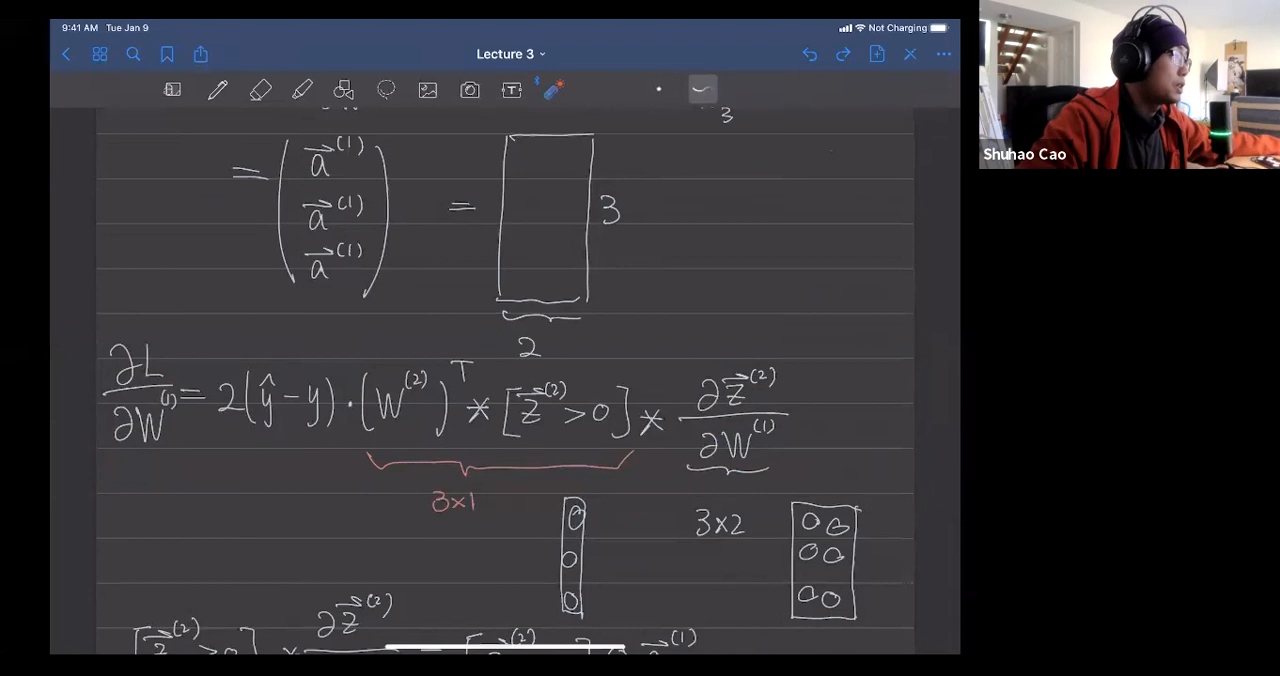 9:41 AM Tue Jan 9
Not Charging
Lecture 3
T
Shuhao Cao
3
= ( a⃗^(1)
a⃗^(1)
a⃗^(1) ) = 3
2
∂L/∂W^(1) = 2(ŷ − y) · (W^(2))^T * [z⃗^(2) > 0] * ∂z⃗^(2)/∂W^(1)
3×1
3×2
∂z⃗^(2)